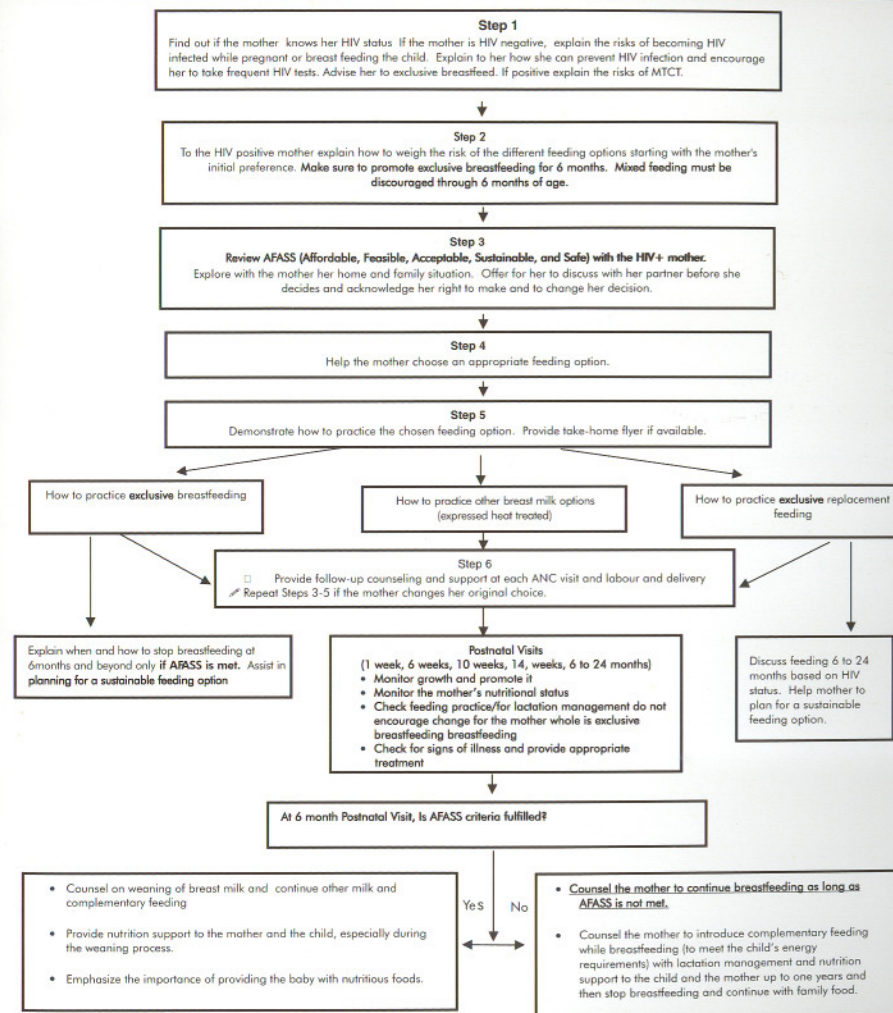 Step 1
Find out if the mother knows her HIV status If the mother is HIV negative, explain the risks of becoming HIV
infected while pregnant or breast feeding the child. Explain to her how she can prevent HIV infection and encourage
her to take frequent HIV tests. Advise her to exclusive breastfeed. If positive explain the risks of MTCT.
Step 2
To the HIV positive mother explain how to weigh the risk of the different feeding options starting with the mother's
initial preference. Make sure to promote exclusive breastfeeding for 6 months. Mixed feeding must be
discouraged through 6 months of age.
Step 3
Review AFASS (Affordable, Feasible, Acceptable, Sustainable, and Safe) with the HIV+ mother.
Explore with the mother her home and family situation. Offer for her to discuss with her partner before she
decides and acknowledge her right to make and to change her decision.
Step 4
Help the mother choose an appropriate feeding option.
Step 5
Demonstrate how to practice the chosen feeding option. Provide take-home flyer if available.
How to practice exclusive breastfeeding
How to practice other breast milk options
(expressed heat treated)
How to practice exclusive replacement
feeding
Step 6
Provide follow-up counseling and support at each ANC visit and labour and delivery
Repeat Steps 3-5 if the mother changes her original choice.
Explain when and how to stop breastfeeding at
6months and beyond only if AFASS is met. Assist in
planning for a sustainable feeding option
Postnatal Visits
(1 week, 6 weeks, 10 weeks, 14, weeks, 6 to 24 months)
• Monitor growth and promote it
• Monitor the mother's nutritional status
• Check feeding practice/for lactation management do not
encourage change for the mother whole is exclusive
breastfeeding breastfeeding
• Check for signs of illness and provide appropriate
treatment
Discuss feeding 6 to 24
months based on HIV
status. Help mother to
plan for a sustainable
feeding option.
At 6 month Postnatal Visit, Is AFASS criteria fulfilled?
Yes No
• Counsel on weaning of breast milk and continue other milk and
complementary feeding
• Provide nutrition support to the mother and the child, especially during
the weaning process.
• Emphasize the importance of providing the baby with nutritious foods.
• Counsel the mother to continue breastfeeding as long as
AFASS is not met.
• Counsel the mother to introduce complementary feeding
while breastfeeding (to meet the child's energy
requirements) with lactation management and nutrition
support to the child and the mother up to one years and
then stop breastfeeding and continue with family food.